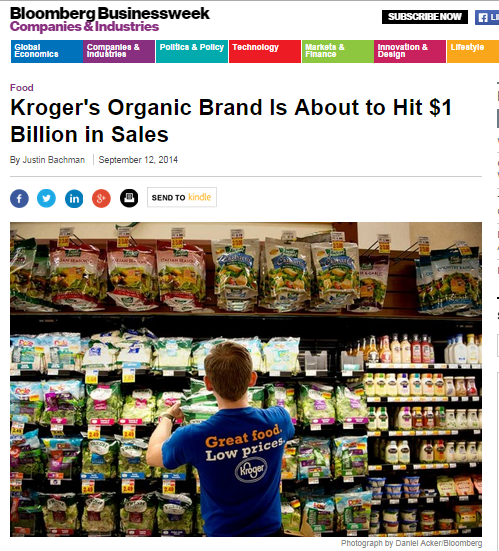 Bloomberg Businessweek
Companies & Industries
SUBSCRIBE NOW
Global Economics
Companies & Industries
Politics & Policy
Technology
Markets & Finance
Innovation & Design
Lifestyle
Food
Kroger's Organic Brand Is About to Hit $1
Billion in Sales
By Justin Bachman
September 12, 2014
SEND TO kindle
Great food.
Low prices.
Kroger
Photograph by Daniel Acker/Bloomberg